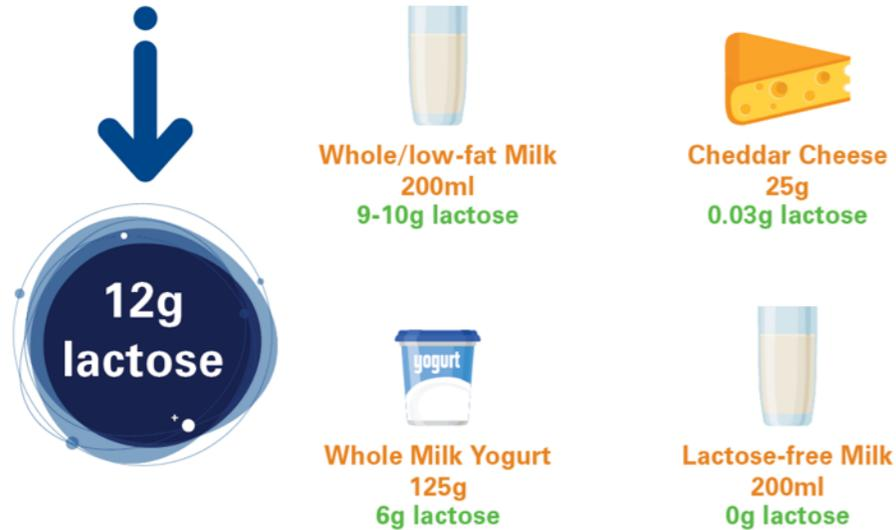 12g
lactose
Whole/low-fat Milk
200ml
9-10g lactose
Cheddar Cheese
25g
0.03g lactose
yogurt
Whole Milk Yogurt
125g
6g lactose
Lactose-free Milk
200ml
0g lactose